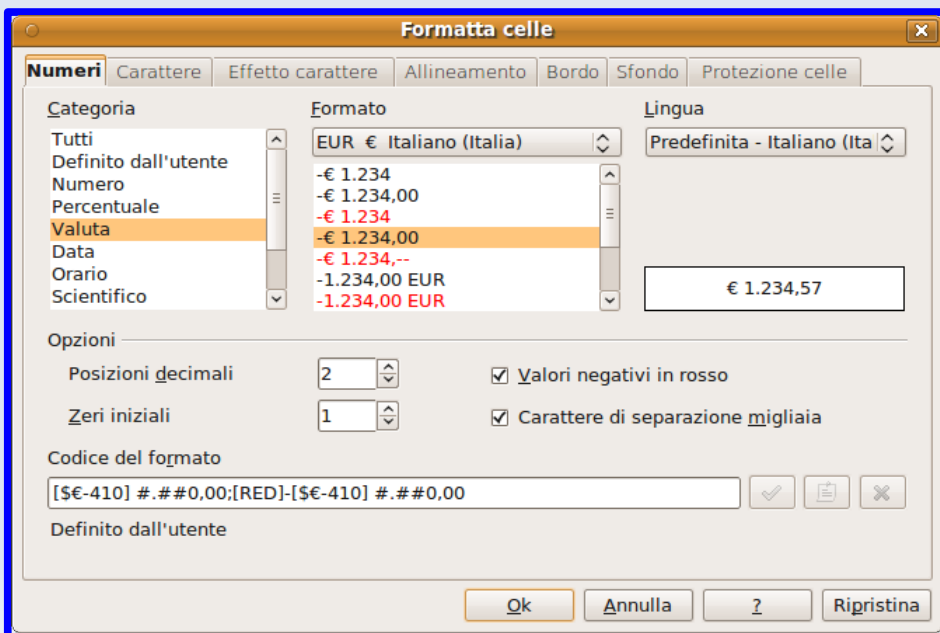 Formatta celle
Numeri Carattere Effetto carattere Allineamento Bordo Sfondo Protezione celle
Categoria
Tutti
Definito dall'utente
Numero
Percentuale
Valuta
Data
Orario
Scientifico
Formato
EUR € Italiano (Italia)
-€ 1.234
-€ 1.234,00
-€ 1.234
-€ 1.234,00
-€ 1.234,--
-1.234,00 EUR
-1.234,00 EUR
Lingua
Predefinita - Italiano (Ita
€ 1.234,57
Opzioni
Posizioni decimali 2
Zeri iniziali 1
Valori negativi in rosso
Carattere di separazione migliaia
Codice del formato
[$€-410] #.##0,00;[RED]-[$€-410] #.##0,00
Definito dall'utente
Ok Annulla ? Ripristina